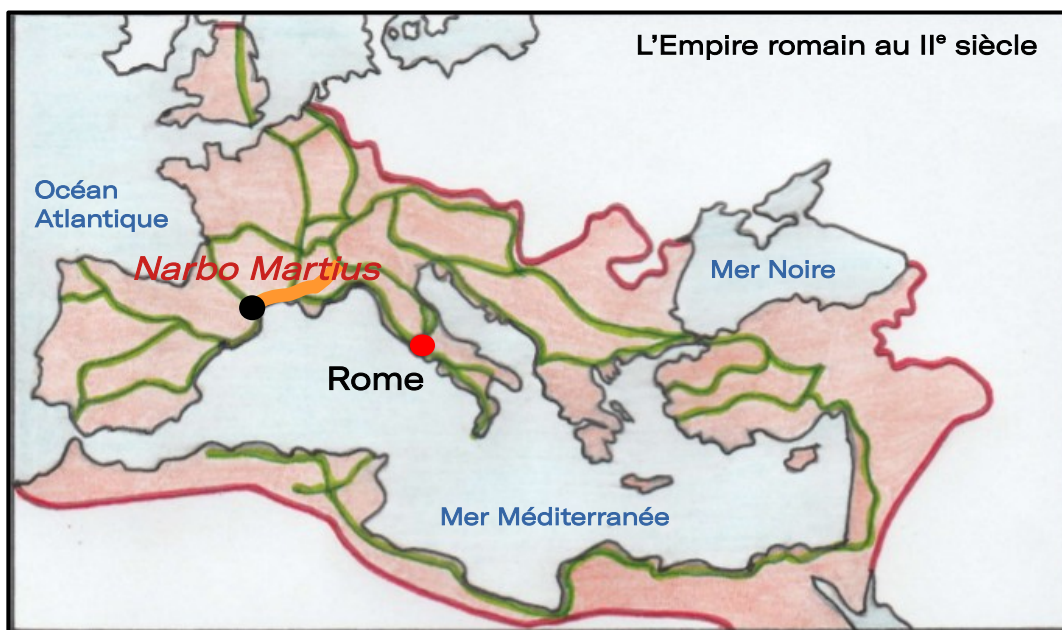 L'Empire romain au IIᵉ siècle
Océan
Atlantique
Narbo Martius
Mer Noire
Rome
Mer Méditerranée